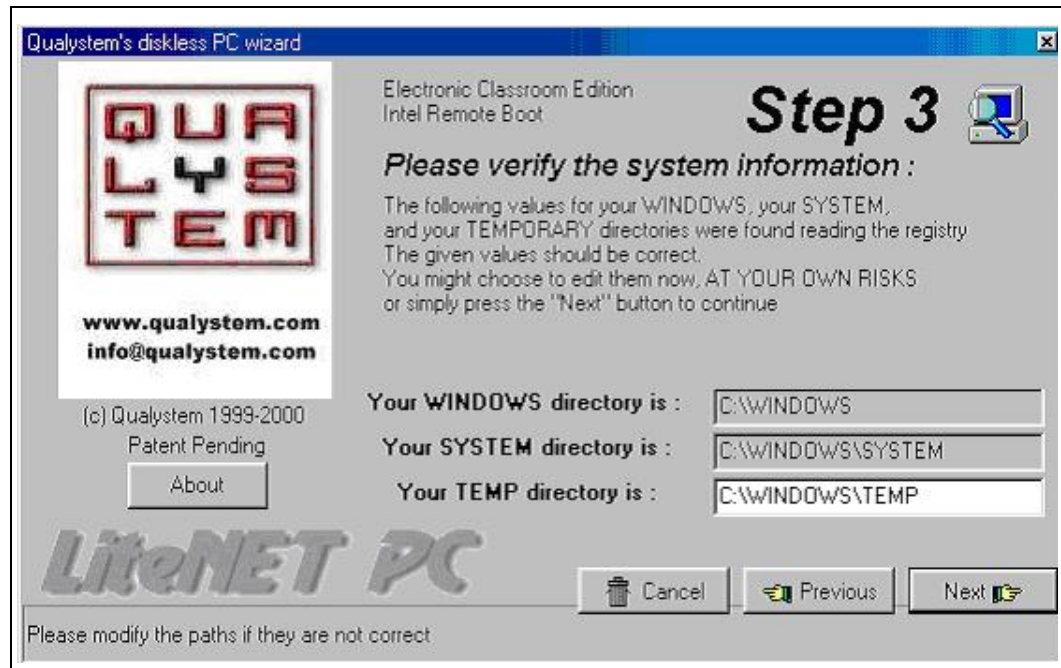 Qualystem's diskless PC wizard
QUA
LYS
TEM
www.qualystem.com
info@qualystem.com
(c) Qualystem 1999-2000
Patent Pending
About
Electronic Classroom Edition
Intel Remote Boot
Step 3
Please verify the system information :
The following values for your WINDOWS, your SYSTEM,
and your TEMPORARY directories were found reading the registry
The given values should be correct.
You might choose to edit them now, AT YOUR OWN RISKS
or simply press the "Next" button to continue
Your WINDOWS directory is : C:\WINDOWS
Your SYSTEM directory is : C:\WINDOWS\SYSTEM
Your TEMP directory is : C:\WINDOWS\TEMP
LiteNET PC
Cancel Previous Next
Please modify the paths if they are not correct